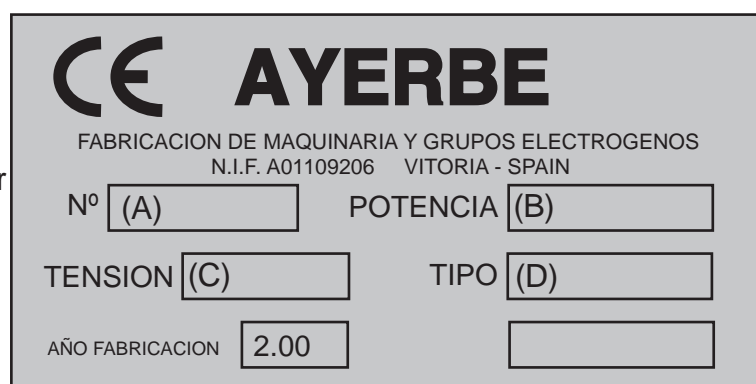 CE AYERBE
FABRICACION DE MAQUINARIA Y GRUPOS ELECTROGENOS
N.I.F. A01109206 VITORIA - SPAIN
r
Nº (A) POTENCIA (B)
TENSION (C) TIPO (D)
AÑO FABRICACION 2.00